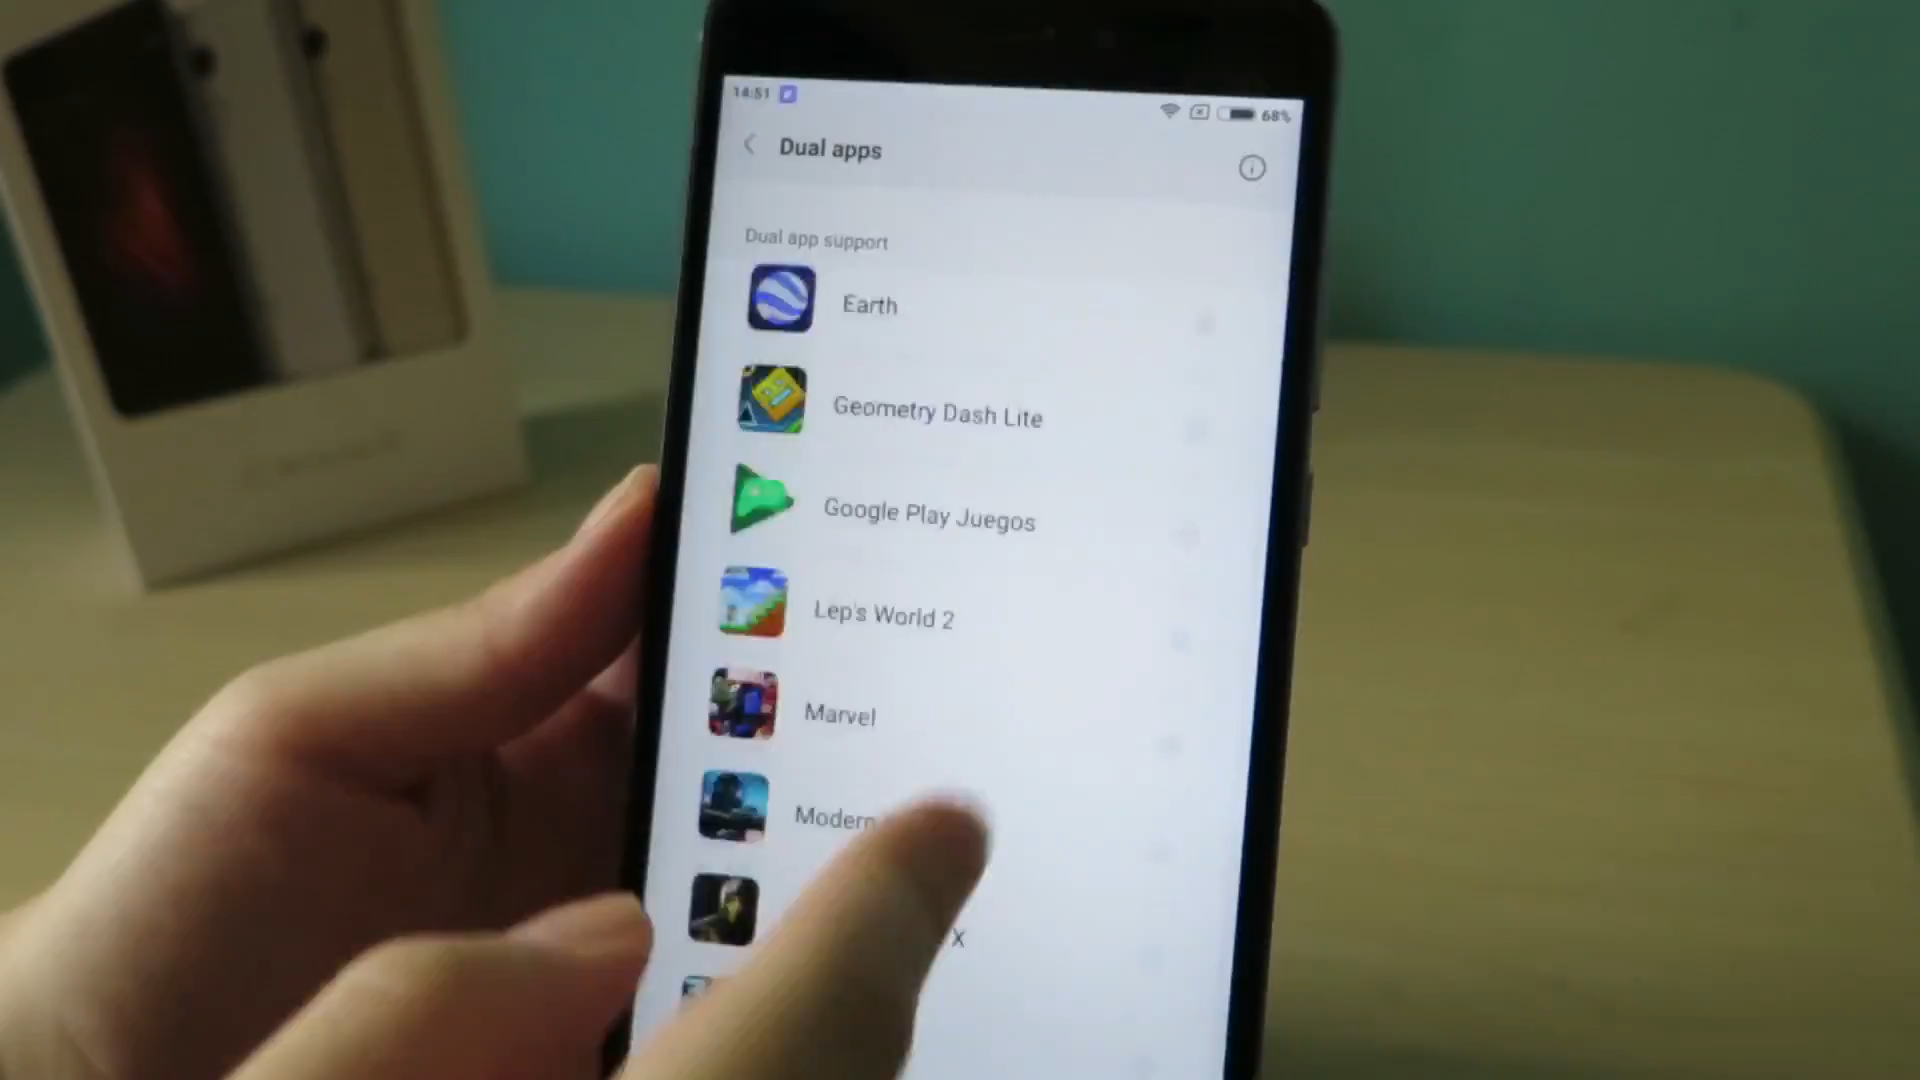 14:51
68%
Dual apps
Dual app support
Earth
Geometry Dash Lite
Google Play Juegos
Lep's World 2
Marvel
Modern
X